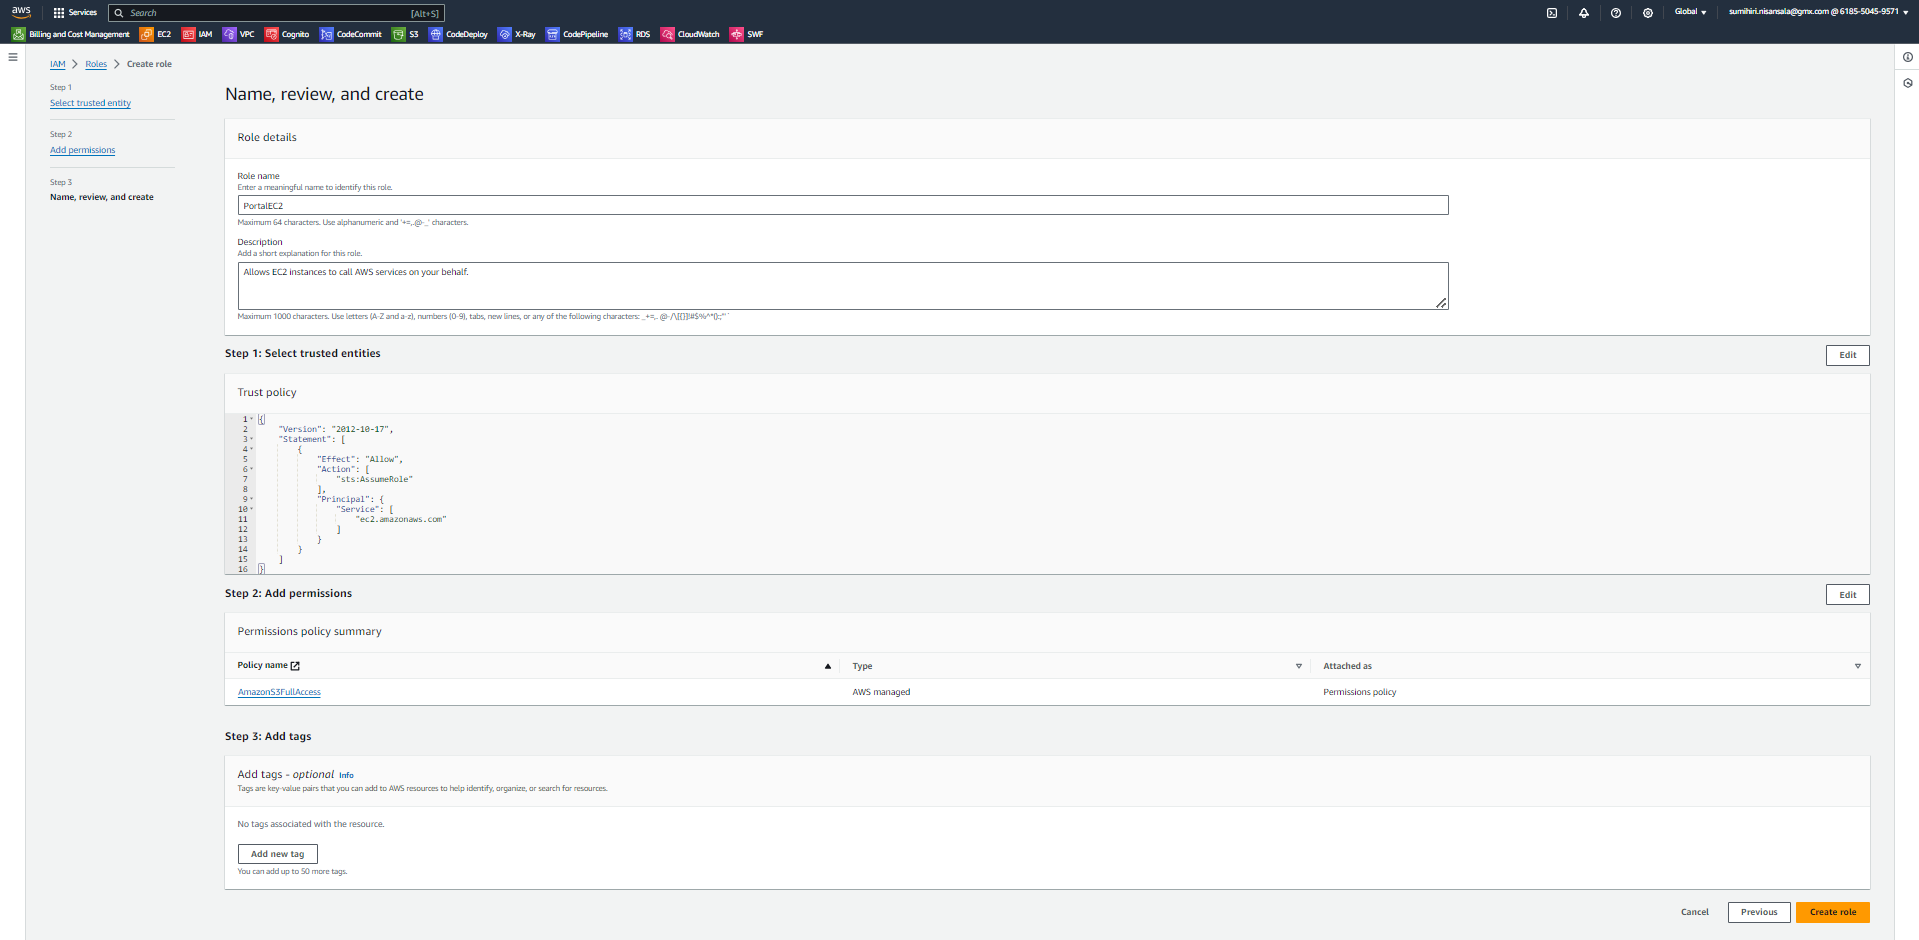 aws
Services
Search
[Alt+S]
Global
sumihiri.nisansala@gmx.com @ 6185-5045-9571
Billing and Cost Management
EC2
IAM
VPC
Cognito
CodeCommit
S3
CodeDeploy
X-Ray
CodePipeline
RDS
CloudWatch
SWF
IAM
Roles
Create role
Step 1
Select trusted entity
Step 2
Add permissions
Step 3
Name, review, and create
Name, review, and create
Role details
Role name
Enter a meaningful name to identify this role.
PortalEC2
Maximum 64 characters. Use alphanumeric and '+=,.@-_' characters.
Description
Add a short explanation for this role.
Allows EC2 instances to call AWS services on your behalf.
Maximum 1000 characters. Use letters (A-Z and a-z), numbers (0-9), tabs, new lines, or any of the following characters:
Step 1: Select trusted entities
Edit
Trust policy
1 {
2 "Version": "2012-10-17",
3 "Statement": [
4 {
5 "Effect": "Allow",
6 "Action": [
7 "sts:AssumeRole"
8 ],
9 "Principal": {
10 "Service": [
11 "ec2.amazonaws.com"
12 ]
13 }
14 }
15 ]
16 }
Step 2: Add permissions
Edit
Permissions policy summary
Policy name
Type
Attached as
AmazonS3FullAccess
AWS managed
Permissions policy
Step 3: Add tags
Add tags - optional Info
Tags are key-value pairs that you can add to AWS resources to help identify, organize, or search for resources.
No tags associated with the resource.
Add new tag
You can add up to 50 more tags.
Cancel
Previous
Create role